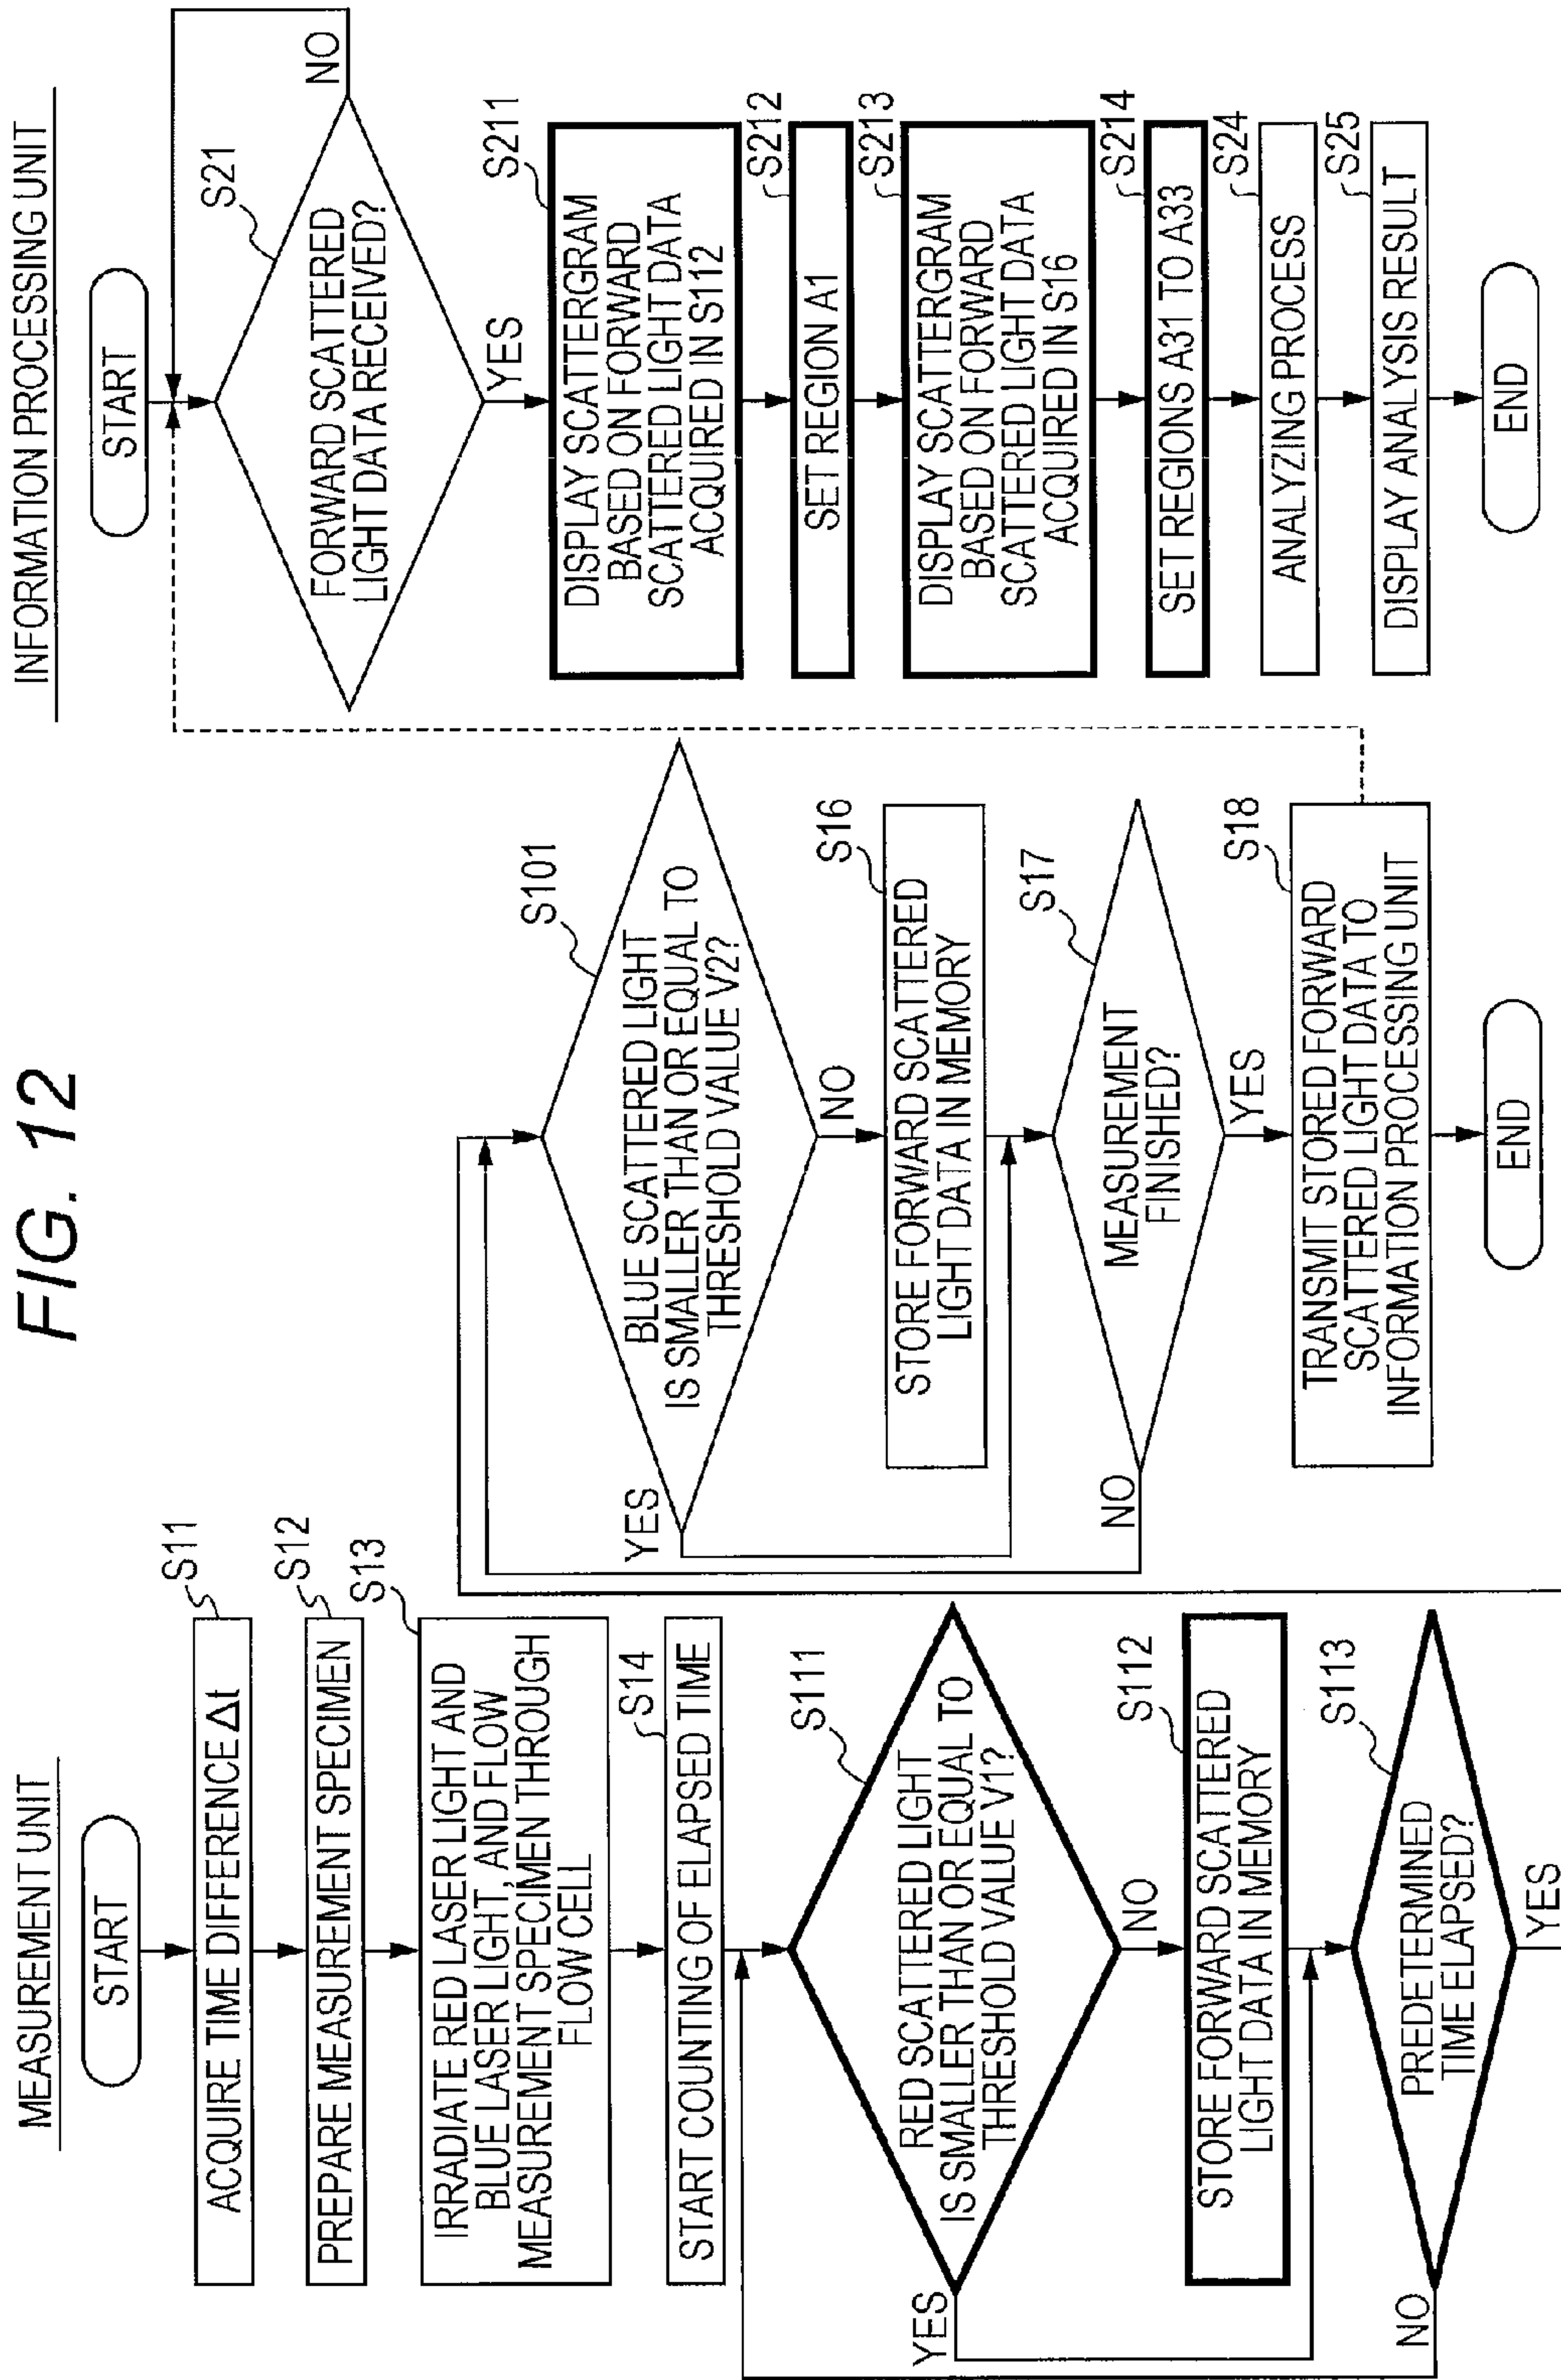 FIG. 12
MEASUREMENT UNIT
START
S11
ACQUIRE TIME DIFFERENCE Δt
S12
PREPARE MEASUREMENT SPECIMEN
S13
IRRADIATE RED LASER LIGHT AND
BLUE LASER LIGHT, AND FLOW
MEASUREMENT SPECIMEN THROUGH
FLOW CELL
S14
START COUNTING OF ELAPSED TIME
S111
RED SCATTERED LIGHT
IS SMALLER THAN OR EQUAL TO
THRESHOLD VALUE V1?
YES
NO
S112
STORE FORWARD SCATTERED
LIGHT DATA IN MEMORY
S113
PREDETERMINED
TIME ELAPSED?
NO
YES
S101
BLUE SCATTERED LIGHT
IS SMALLER THAN OR EQUAL TO
THRESHOLD VALUE V2?
YES
NO
S16
STORE FORWARD SCATTERED
LIGHT DATA IN MEMORY
S17
MEASUREMENT
FINISHED?
NO
YES
S18
TRANSMIT STORED FORWARD
SCATTERED LIGHT DATA TO
INFORMATION PROCESSING UNIT
END
INFORMATION PROCESSING UNIT
START
S21
FORWARD SCATTERED
LIGHT DATA RECEIVED?
NO
YES
S211
DISPLAY SCATTERGRAM
BASED ON FORWARD
SCATTERED LIGHT DATA
ACQUIRED IN S112
S212
SET REGION A1
S213
DISPLAY SCATTERGRAM
BASED ON FORWARD
SCATTERED LIGHT DATA
ACQUIRED IN S16
S214
SET REGIONS A31 TO A33
S24
ANALYZING PROCESS
S25
DISPLAY ANALYSIS RESULT
END